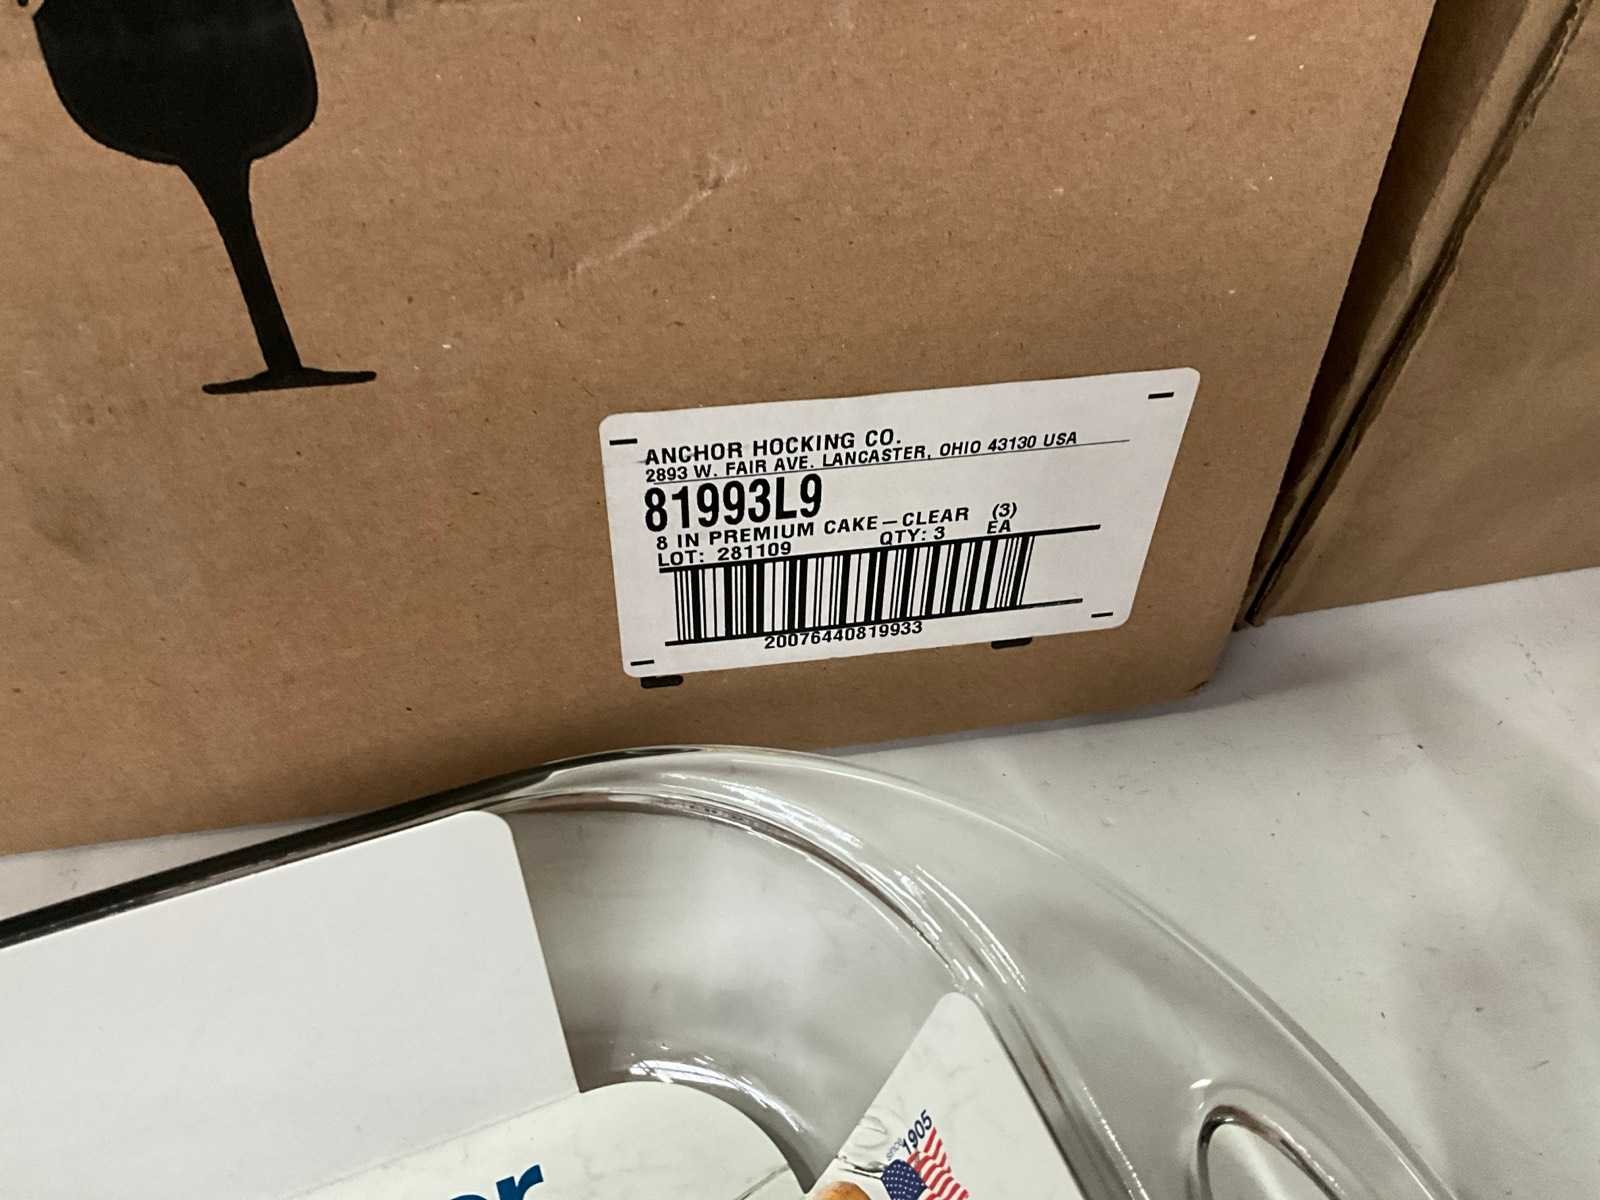 ANCHOR HOCKING CO.
2893 W. FAIR AVE. LANCASTER, OHIO 43130 USA
81993L9
8 IN PREMIUM CAKE—CLEAR (3)
LOT: 281109 QTY: 3 EA
20076440819933
since 1905